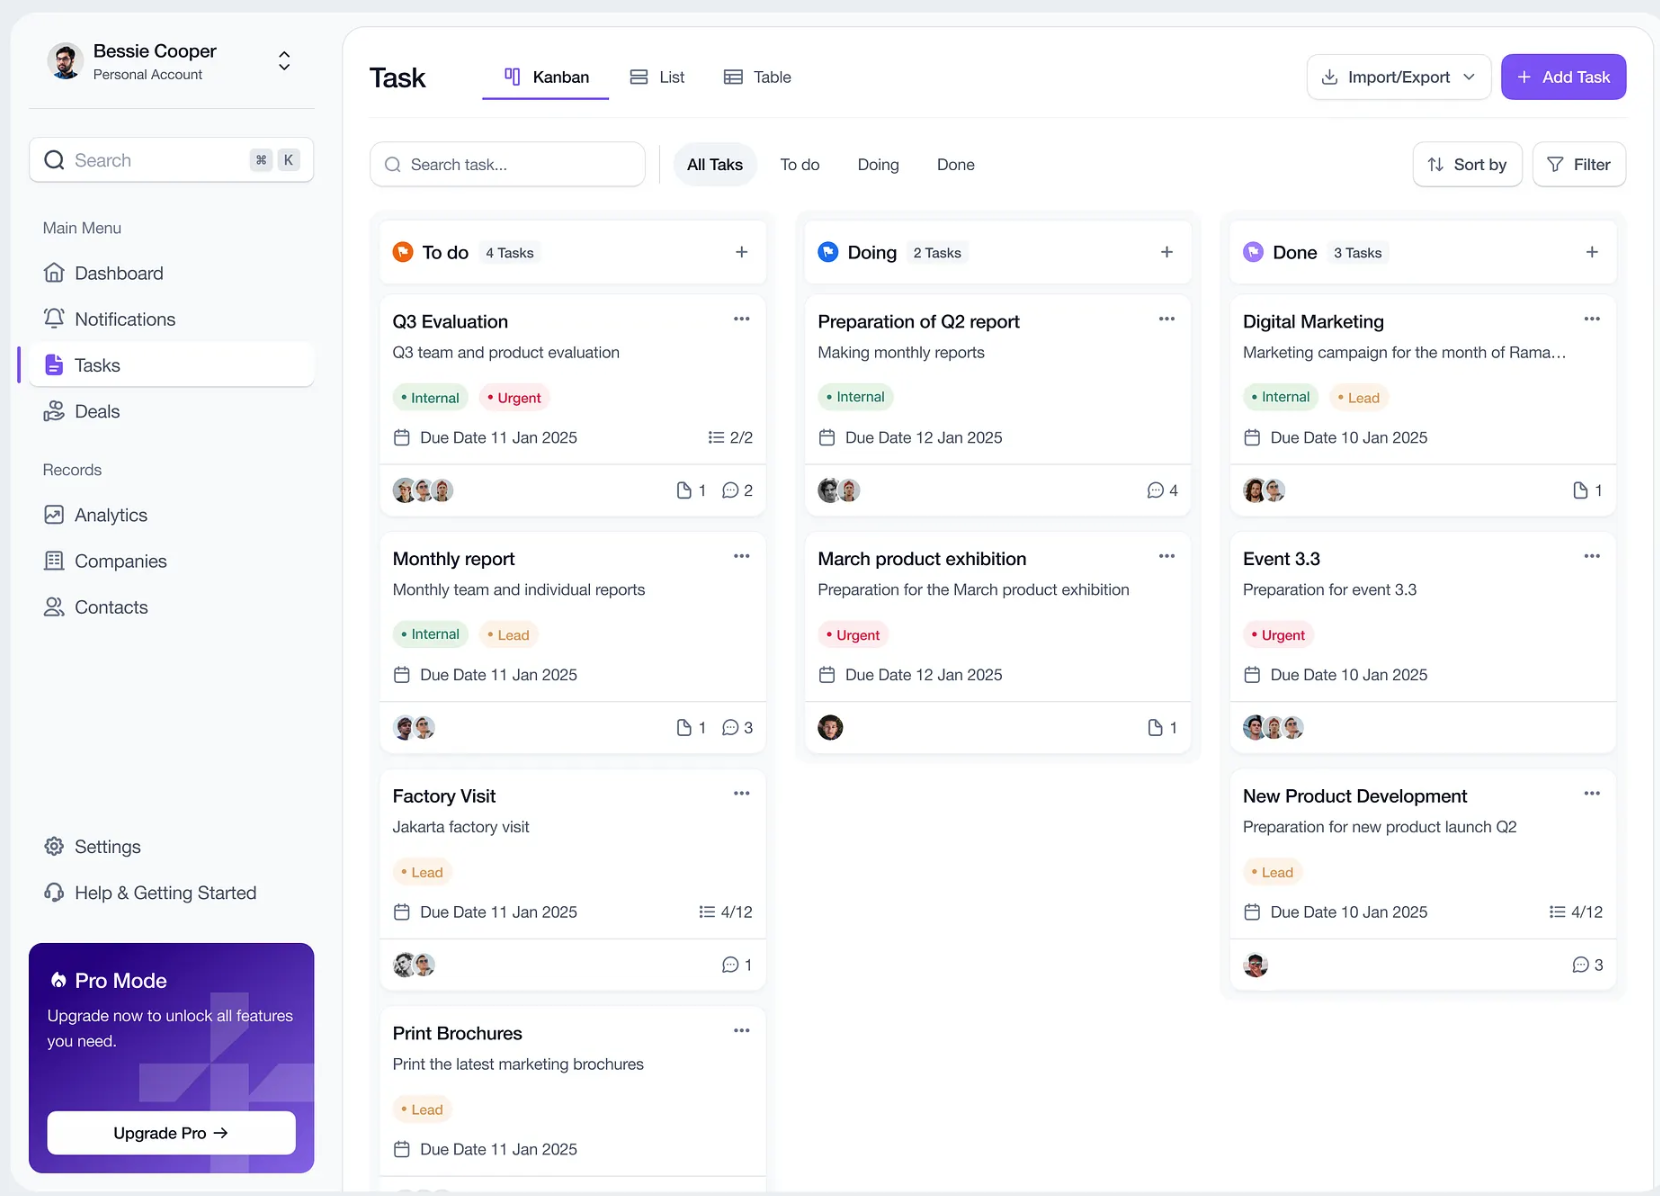 Bessie Cooper
Personal Account
Search
⌘ K
Main Menu
Dashboard
Notifications
Tasks
Deals
Records
Analytics
Companies
Contacts
Settings
Help & Getting Started
Pro Mode
Upgrade now to unlock all features
you need.
Upgrade Pro →
Task
Kanban
List
Table
Import/Export
+ Add Task
Search task...
All Taks
To do
Doing
Done
Sort by
Filter
To do 4 Tasks +
Q3 Evaluation
Q3 team and product evaluation
• Internal • Urgent
Due Date 11 Jan 2025 2/2
1 2
Monthly report
Monthly team and individual reports
• Internal • Lead
Due Date 11 Jan 2025
1 3
Factory Visit
Jakarta factory visit
• Lead
Due Date 11 Jan 2025 4/12
1
Print Brochures
Print the latest marketing brochures
• Lead
Due Date 11 Jan 2025
Doing 2 Tasks +
Preparation of Q2 report
Making monthly reports
• Internal
Due Date 12 Jan 2025
4
March product exhibition
Preparation for the March product exhibition
• Urgent
Due Date 12 Jan 2025
1
Done 3 Tasks +
Digital Marketing
Marketing campaign for the month of Rama...
• Internal • Lead
Due Date 10 Jan 2025
1
Event 3.3
Preparation for event 3.3
• Urgent
Due Date 10 Jan 2025
New Product Development
Preparation for new product launch Q2
• Lead
Due Date 10 Jan 2025 4/12
3